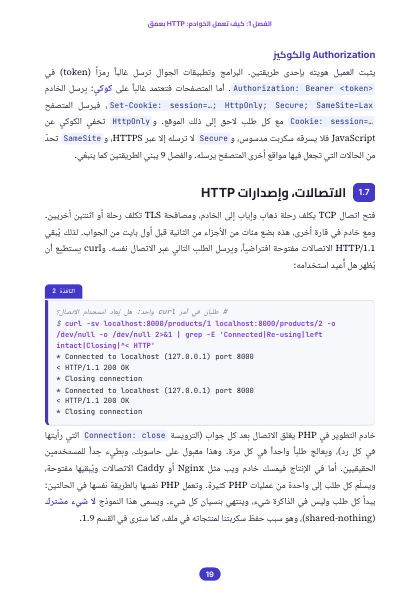 الفصل 1: كيف تعمل الخوادم: HTTP بعمق
Authorization والكوكيز
يثبت العميل هويته بإحدى طريقتين. البرامج وتطبيقات الجوال ترسل غالباً رمزاً (token) في
Authorization: Bearer <token>. أما المتصفحات فتعتمد غالباً على كوكي: يرسل الخادم
Set-Cookie: session=…; HttpOnly; Secure; SameSite=Lax، فيرسل المتصفح
Cookie: session=… مع كل طلب لاحق إلى ذلك الموقع. وHttpOnly تخفي الكوكي عن
JavaScript فلا يسرقه سكربت مدسوس، وSecure لا ترسله إلا عبر HTTPS، وSameSite تحدّ
من الحالات التي تجعل فيها مواقع أخرى المتصفح يرسله. والفصل 9 يبني الطريقتين كما ينبغي.
1.7 الاتصالات، وإصدارات HTTP
فتح اتصال TCP يكلف رحلة ذهاب وإياب إلى الخادم، ومصافحة TLS تكلف رحلة أو اثنتين أخريين.
ومع خادم في قارة أخرى، هذه بضع مئات من الأجزاء من الثانية قبل أول بايت من الجواب. لذلك يُبقي
HTTP/1.1 الاتصالات مفتوحة افتراضياً، ويرسل الطلب التالي عبر الاتصال نفسه. وcurl يستطيع أن
يُظهر هل أُعيد استخدامه:
النافذة 2
# طلبان في أمر curl واحد: هل يُعاد استخدام الاتصال؟
$ curl -sv localhost:8000/products/1 localhost:8000/products/2 -o
/dev/null -o /dev/null 2>&1 | grep -E 'Connected|Re-using|left
intact|Closing|^< HTTP'
* Connected to localhost (127.0.0.1) port 8000
< HTTP/1.1 200 OK
* Closing connection
* Connected to localhost (127.0.0.1) port 8000
< HTTP/1.1 200 OK
* Closing connection
خادم التطوير في PHP يغلق الاتصال بعد كل جواب (الترويسة Connection: close التي رأيتها
في كل رد)، ويعالج طلباً واحداً في كل مرة. وهذا مقبول على حاسوبك، وبطيء جداً للمستخدمين
الحقيقيين. أما في الإنتاج فيمسك خادم ويب مثل Nginx أو Caddy الاتصالات ويُبقيها مفتوحة،
ويسلّم كل طلب إلى واحدة من عمليات PHP كثيرة. وتعمل PHP نفسها بالطريقة نفسها في الحالتين:
يبدأ كل طلب وليس في الذاكرة شيء، وينتهي بنسيان كل شيء. ويسمى هذا النموذج لا شيء مشترك
(shared-nothing)، وهو سبب حفظ سكربتنا لمنتجاته في ملف، كما سترى في القسم 1.9.
19